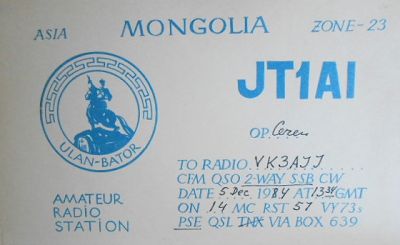 ASIA MONGOLIA ZONE-23
JT1AI
OP. Ceren
ULAN-BATOR
TO RADIO. VK3AJJ
CFM QSO 2-WAY SSB CW
DATE 5 Dec 1984 AT 1334 GMT
ON 14 MC RST 57 VY73s
PSE QSL TNX VIA BOX 639
AMATEUR
RADIO
STATION